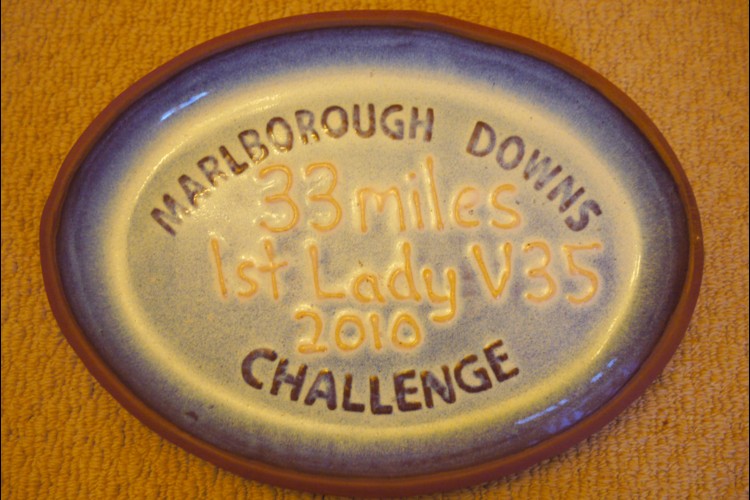 MARLBOROUGH DOWNS
33 miles
1st Lady V35
2010
CHALLENGE